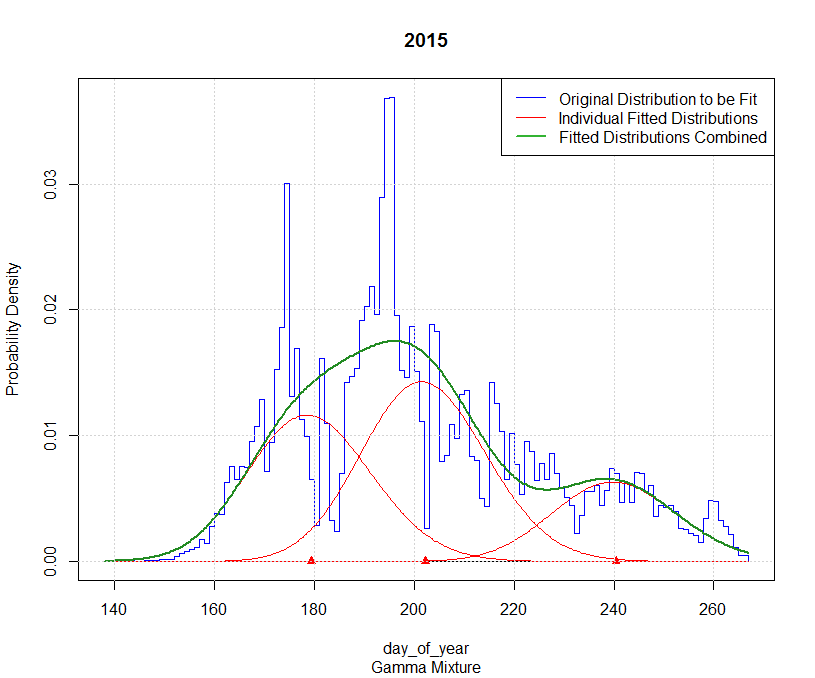 2015
Original Distribution to be Fit
Individual Fitted Distributions
Fitted Distributions Combined
Probability Density
0.03
0.02
0.01
0.00
140 160 180 200 220 240 260
day_of_year
Gamma Mixture